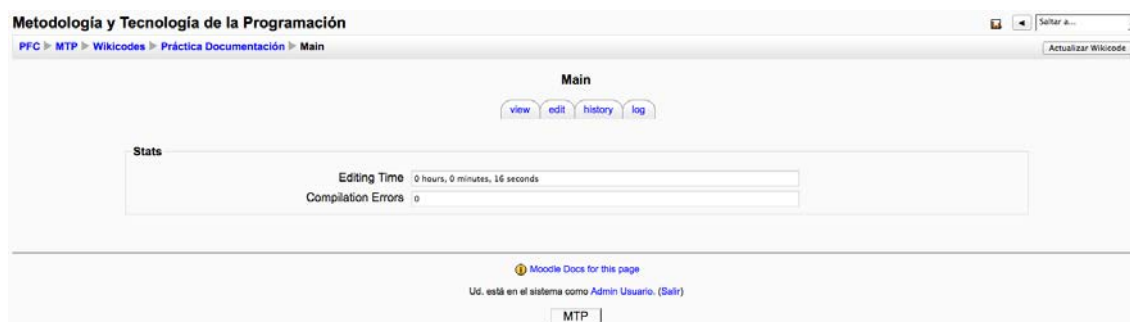 Metodología y Tecnología de la Programación
Saltar a...
PFC MTP Wikicodes Práctica Documentación Main
Actualizar Wikicode
Main
view edit history log
Stats
Editing Time 0 hours, 0 minutes, 16 seconds
Compilation Errors 0
Moodle Docs for this page
Ud. está en el sistema como Admin Usuario. (Salir)
MTP